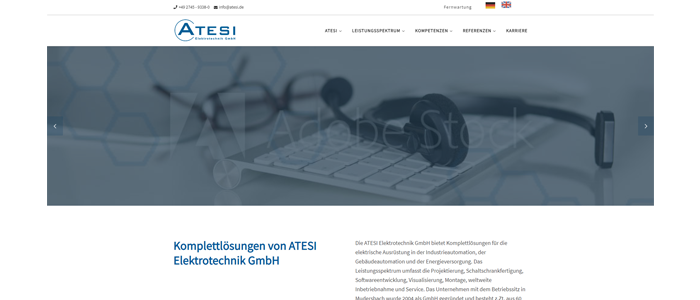 +49 2745 - 9338-0 info@atesi.de Fernwartung
ATESI
Elektrotechnik GmbH
ATESI LEISTUNGSSPEKTRUM KOMPETENZEN REFERENZEN KARRIERE
Adobe Stock
Komplettlösungen von ATESI
Elektrotechnik GmbH
Die ATESI Elektrotechnik GmbH bietet Komplettlösungen für die
elektrische Ausrüstung in der Industrieautomation, der
Gebäudeautomation und der Energieversorgung. Das
Leistungsspektrum umfasst die Projektierung, Schaltschrankfertigung,
Softwareentwicklung, Visualisierung, Montage, weltweite
Inbetriebnahme und Service. Das Unternehmen mit dem Betriebssitz in
Mudersbach wurde 2004 als GmbH gegründet und besteht z.Zt. aus 60